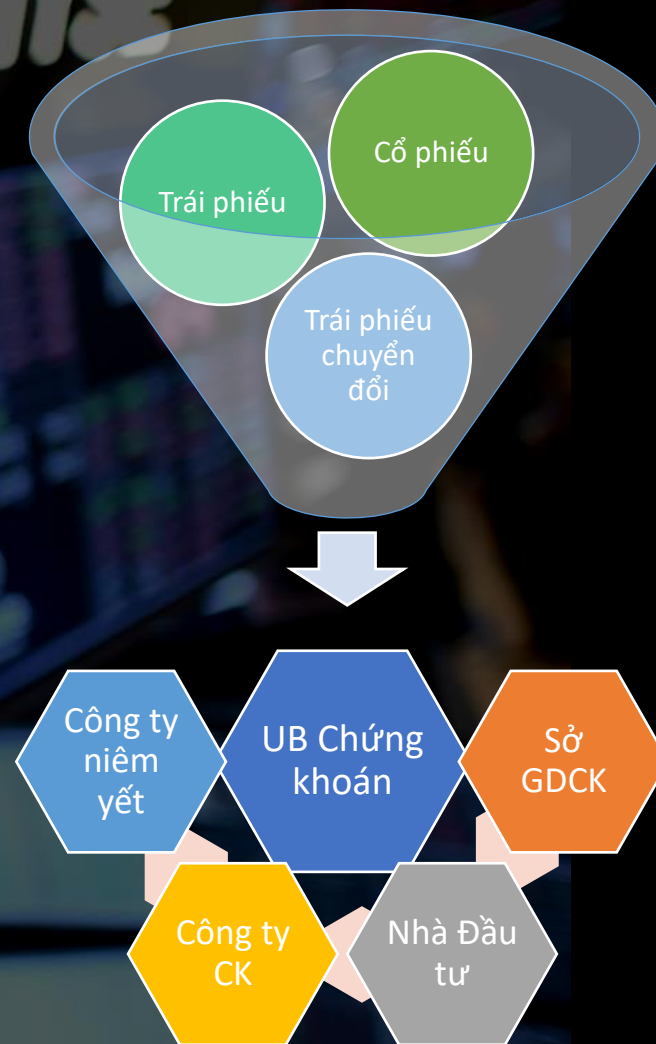 Cổ phiếu
Trái phiếu
Trái phiếu
chuyển
đổi
Công ty
niêm
yết
UB Chứng
khoán
Sở
GDCK
Công ty
CK
Nhà Đầu
tư